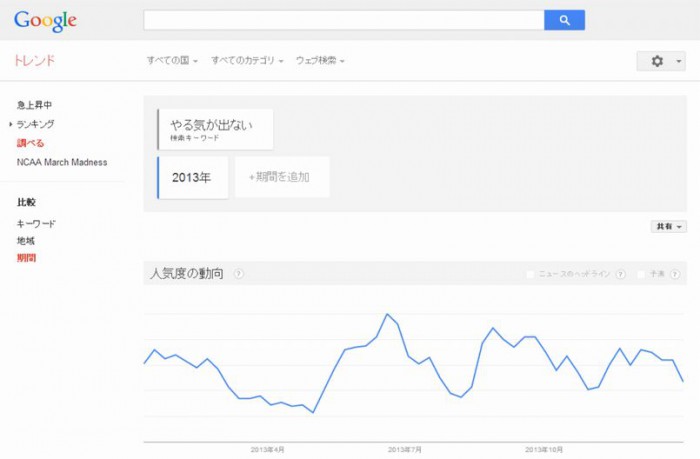 Google
トレンド
すべての国 すべてのカテゴリ ウェブ検索
急上昇中
ランキング
調べる
NCAA March Madness
比較
キーワード
地域
期間
やる気が出ない
検索キーワード
2013年
+期間を追加
共有
人気度の動向 ?
ニュースのヘッドライン ? 予測 ?
2013年4月 2013年7月 2013年10月